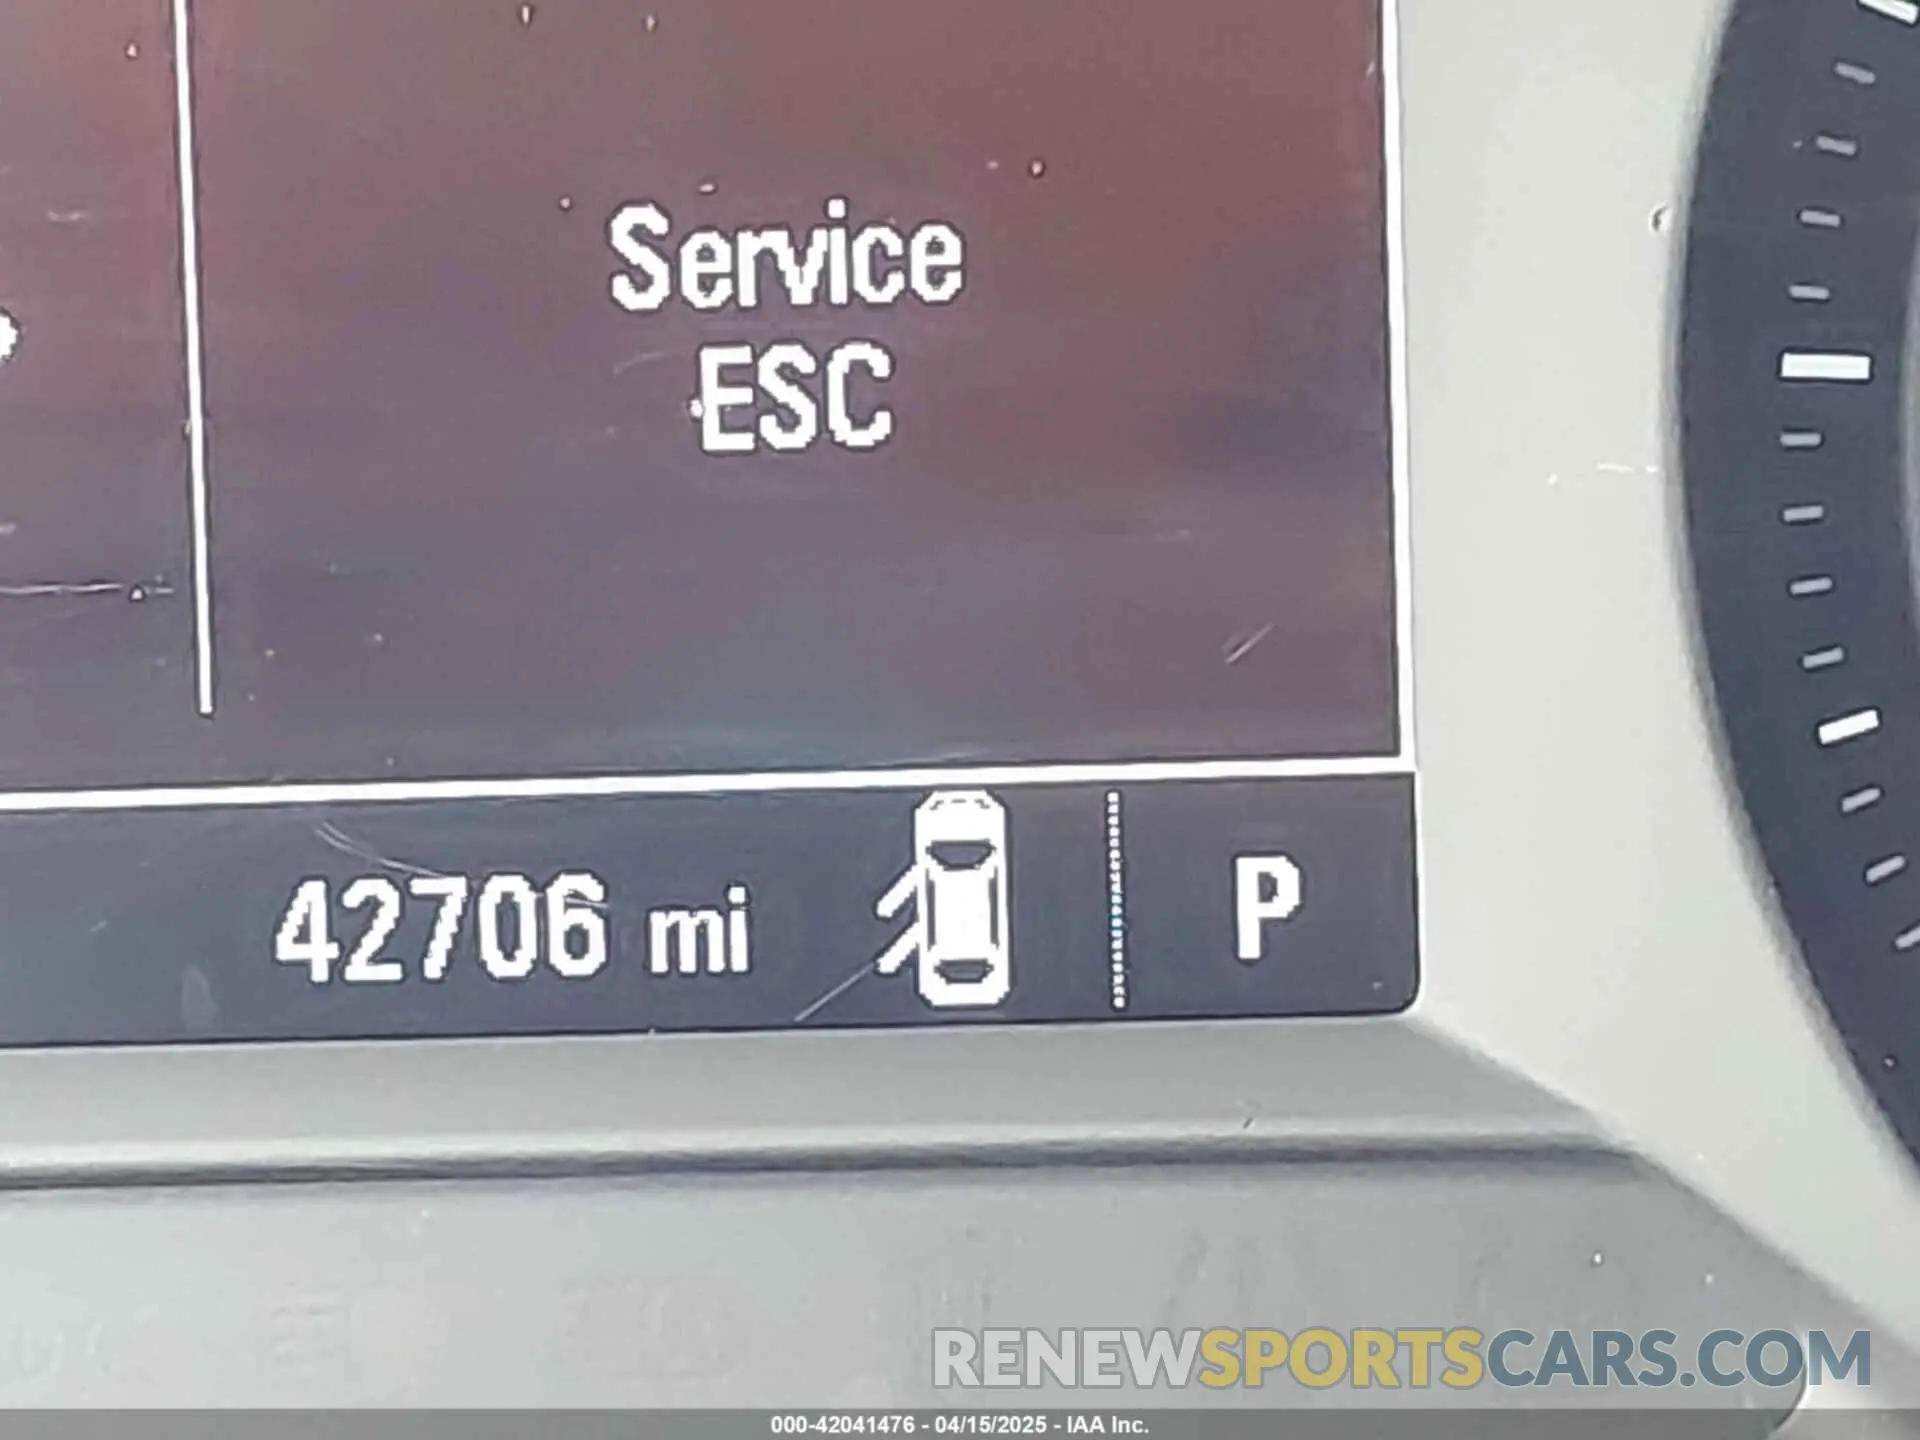 Service
ESC
42706 mi
P
RENEWSPORTSCARS.COM
000-42041476 - 04/15/2025 - IAA Inc.